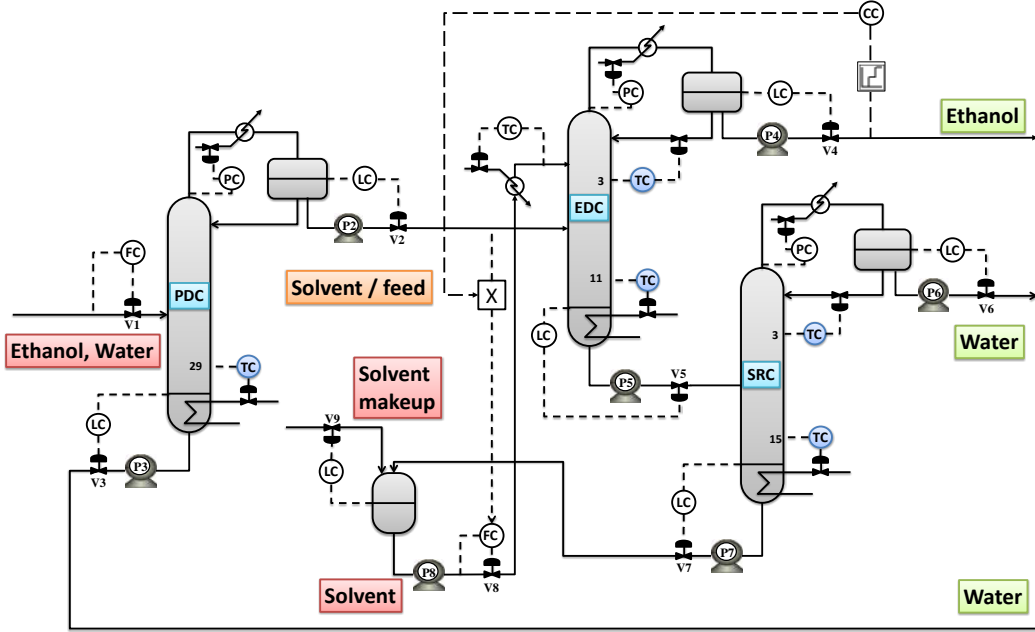 CC
PC
LC
P4
V4
Ethanol
TC
3
TC
EDC
PC
LC
P2
V2
FC
V1
PDC
Ethanol, Water
Solvent / feed
X
11
TC
LC
PC
LC
P6
V6
Water
3
TC
SRC
29
TC
LC
P3
V3
Solvent
makeup
V9
LC
P5
V5
15
TC
LC
P7
V7
FC
P8
V8
Solvent
Water